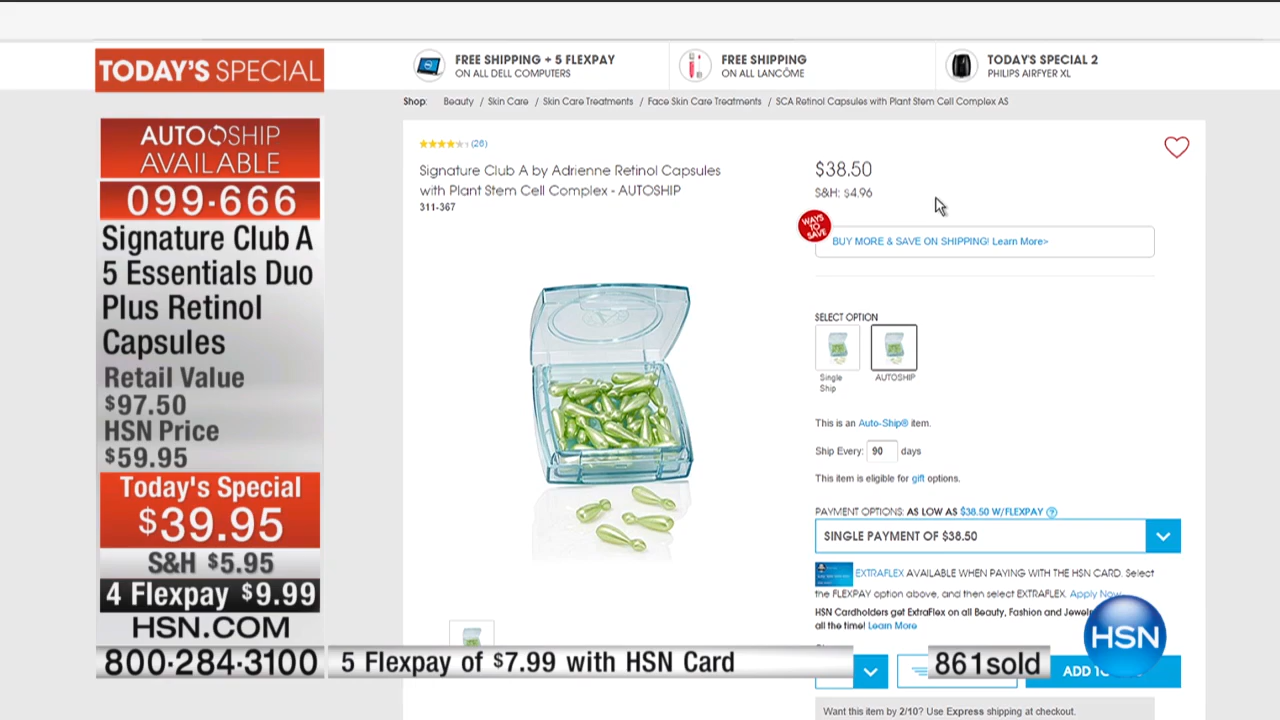 TODAY'S SPECIAL
FREE SHIPPING + 5 FLEXPAY
ON ALL DELL COMPUTERS
FREE SHIPPING
ON ALL LANCÔME
TODAY'S SPECIAL 2
PHILIPS AIRFYER XL
Shop: Beauty / Skin Care / Skin Care Treatments / Face Skin Care Treatments / SCA Retinol Capsules with Plant Stem Cell Complex AS
AUTO SHIP
AVAILABLE
099-666
Signature Club A
5 Essentials Duo
Plus Retinol
Capsules
Retail Value
$97.50
HSN Price
$59.95
Today's Special
$39.95
S&H $5.95
4 Flexpay $9.99
HSN.COM
800-284-3100
(26)
Signature Club A by Adrienne Retinol Capsules
with Plant Stem Cell Complex - AUTOSHIP
311-367
$38.50
S&H: $4.96
WAYS
TO
SAVE
BUY MORE & SAVE ON SHIPPING! Learn More>
SELECT OPTION
Single
Ship
AUTOSHIP
This is an Auto-Ship® item.
Ship Every: 90 days
This item is eligible for gift options.
PAYMENT OPTIONS: AS LOW AS $38.50 W/FLEXPAY ?
SINGLE PAYMENT OF $38.50
EXTRAFLEX AVAILABLE WHEN PAYING WITH THE HSN CARD. Select
the FLEXPAY option above, and then select EXTRAFLEX. Apply Now
HSN Cardholders get ExtraFlex on all Beauty, Fashion and
all the time! Learn More
HSN
5 Flexpay of $7.99 with HSN Card
861sold
ADD
Want this item by 2/10? Use Express shipping at checkout.